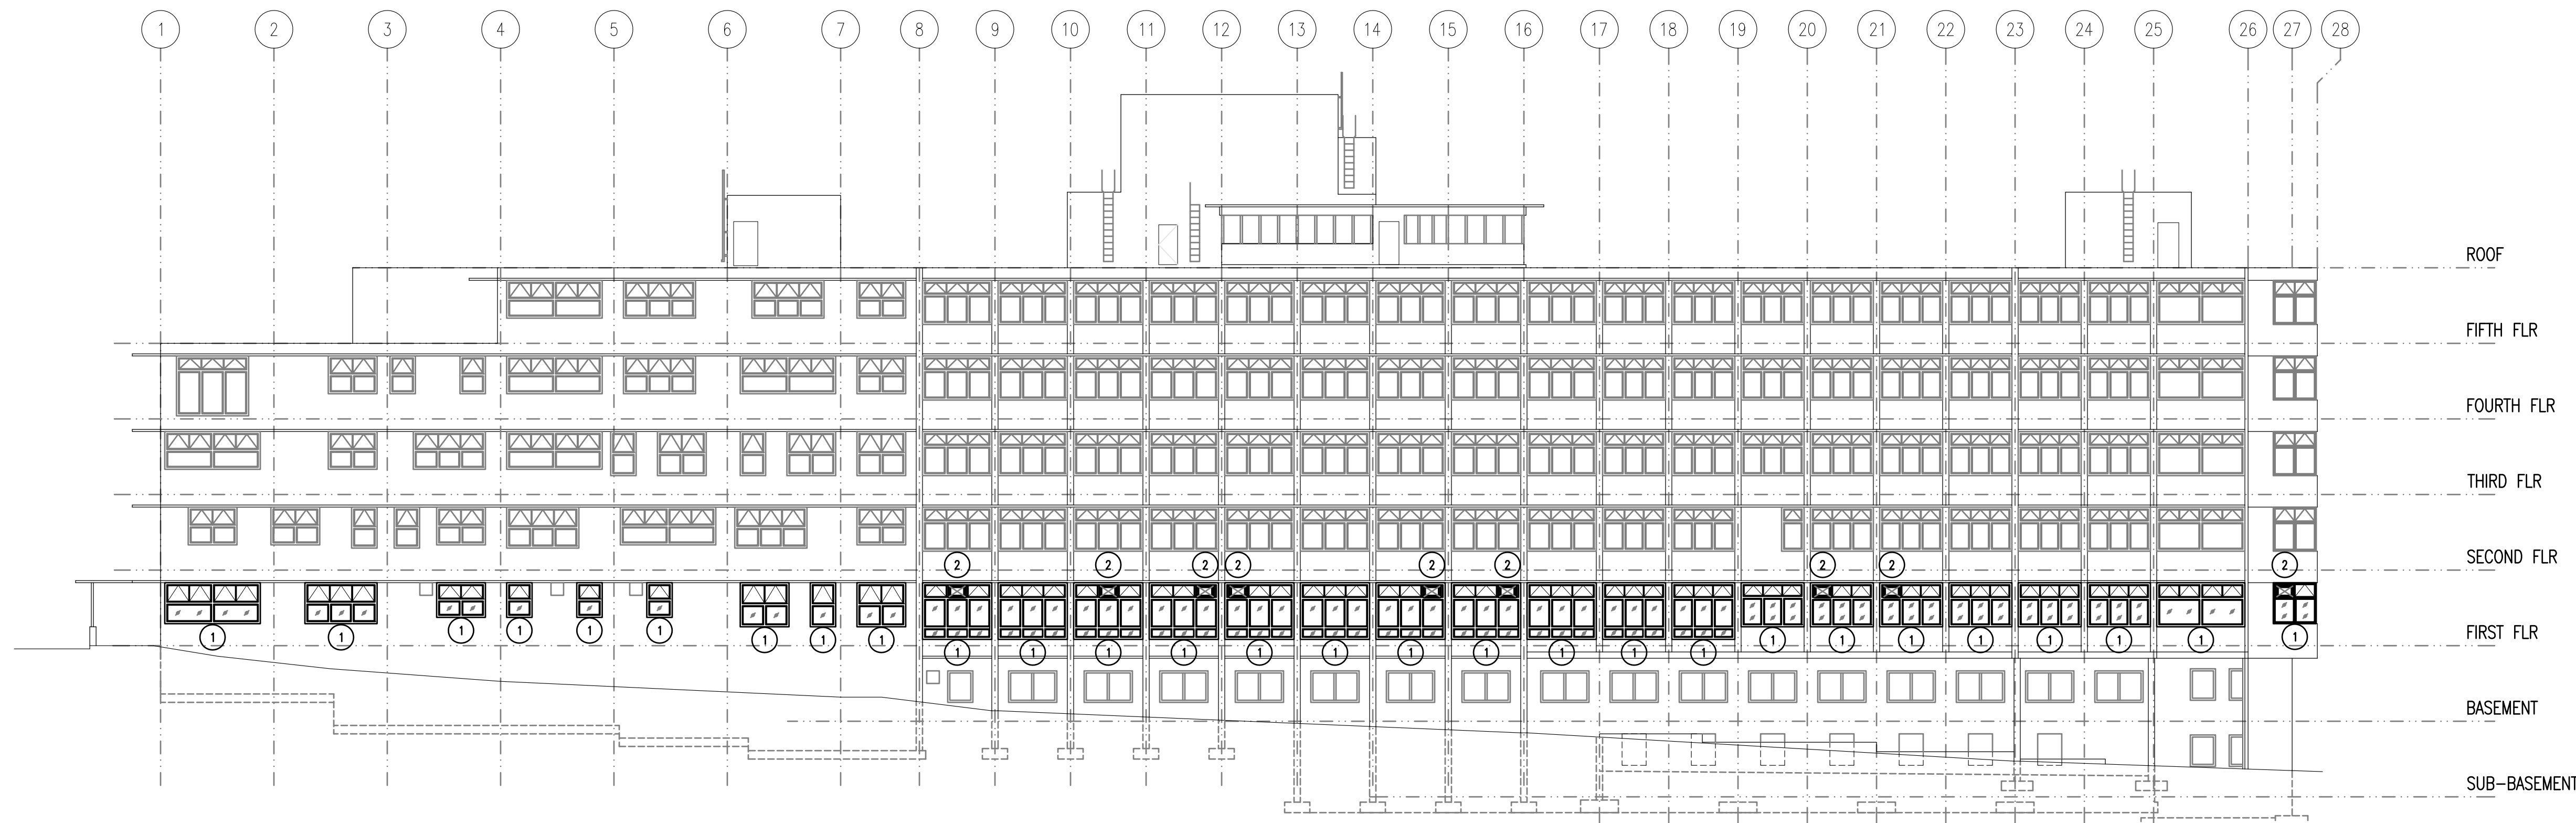 1 2 3 4 5 6 7 8 9 10 11 12 13 14 15 16 17 18 19 20 21 22 23 24 25 26 27 28
ROOF
FIFTH FLR
FOURTH FLR
THIRD FLR
2 2 2 2 2 2 2 2 2
SECOND FLR
1 1 1 1 1 1 1 1 1 1 1 1 1 1 1 1 1 1 1 1 1 1 1 1 1 1 1 1
FIRST FLR
BASEMENT
SUB-BASEMENT